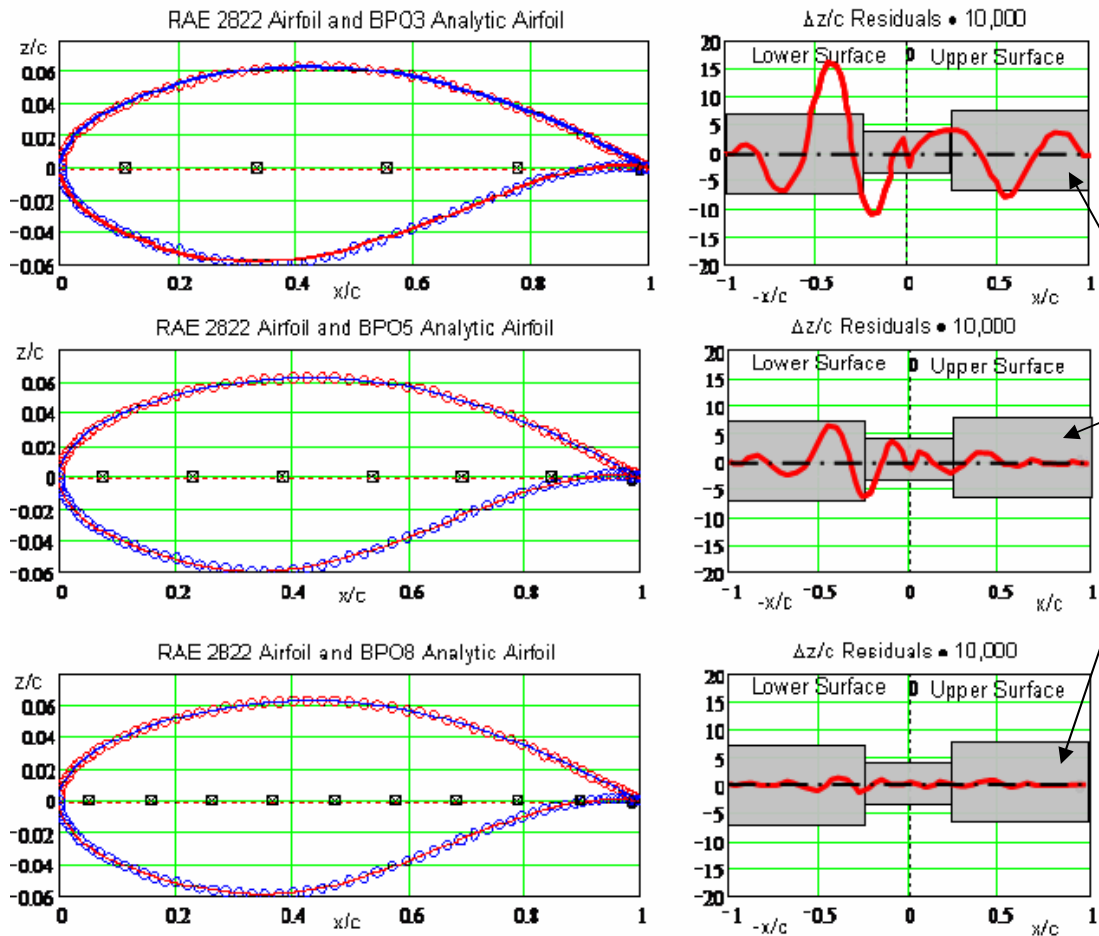 RAE 2822 Airfoil and BPO3 Analytic Airfoil
z/c
0.06
0.04
0.02
0
-0.02
-0.04
-0.06
0 0.2 0.4 0.6 0.8 1
x/c
Δz/c Residuals • 10,000
20
15
10
5
0
-5
-10
-15
-20
Lower Surface 0 Upper Surface
-1 -0.5 0 0.5 1
-x/c x/c
RAE 2822 Airfoil and BPO5 Analytic Airfoil
z/c
0.06
0.04
0.02
0
-0.02
-0.04
-0.06
0 0.2 0.4 0.6 0.8 1
x/c
Δz/c Residuals • 10,000
20
15
10
5
0
-5
-10
-15
-20
Lower Surface 0 Upper Surface
-1 -0.5 0 0.5 1
-x/c x/c
RAE 2822 Airfoil and BPO8 Analytic Airfoil
z/c
0.06
0.04
0.02
0
-0.02
-0.04
-0.06
0 0.2 0.4 0.6 0.8 1
x/c
Δz/c Residuals • 10,000
20
15
10
5
0
-5
-10
-15
-20
Lower Surface 0 Upper Surface
-1 -0.5 0 0.5 1
-x/c x/c